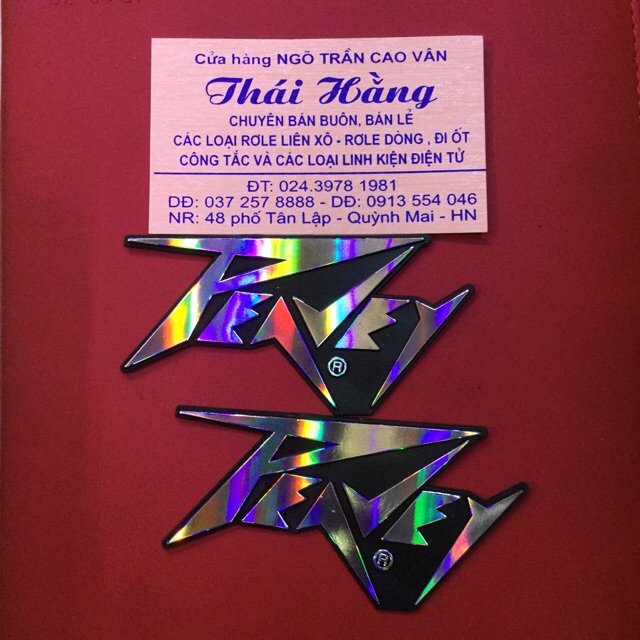 Cửa hàng NGÕ TRẦN CAO VÂN
Thái Hằng
CHUYÊN BÁN BUÔN, BÁN LẺ
CÁC LOẠI RƠLE LIÊN XÔ - RƠLE DÒNG , ĐI ỐT
CÔNG TẮC VÀ CÁC LOẠI LINH KIỆN ĐIỆN TỬ
ĐT: 024.3978 1981
DĐ: 037 257 8888 - DĐ: 0913 554 046
NR: 48 phố Tân Lập - Quỳnh Mai - HN
PEVEY
®
PEVEY
®